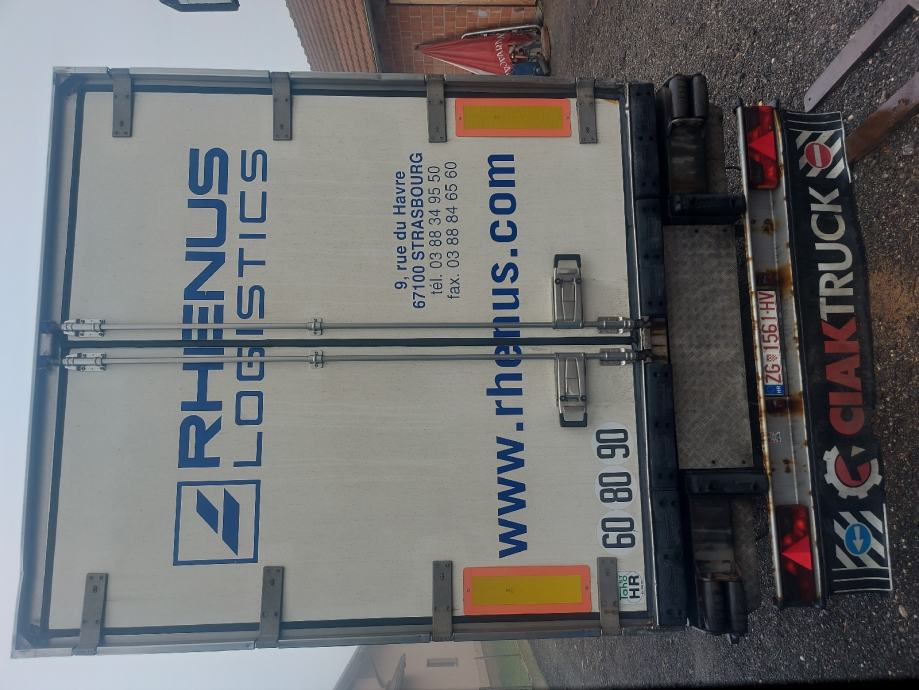 RHENUS
LOGISTICS
9, rue du Havre
67100 STRASBOURG
tél. 03 88 34 95 50
fax. 03 88 84 65 60
www.rhenus.com
60 80 90
HR
HR ZG 1561-HV
CIAKTRUCK